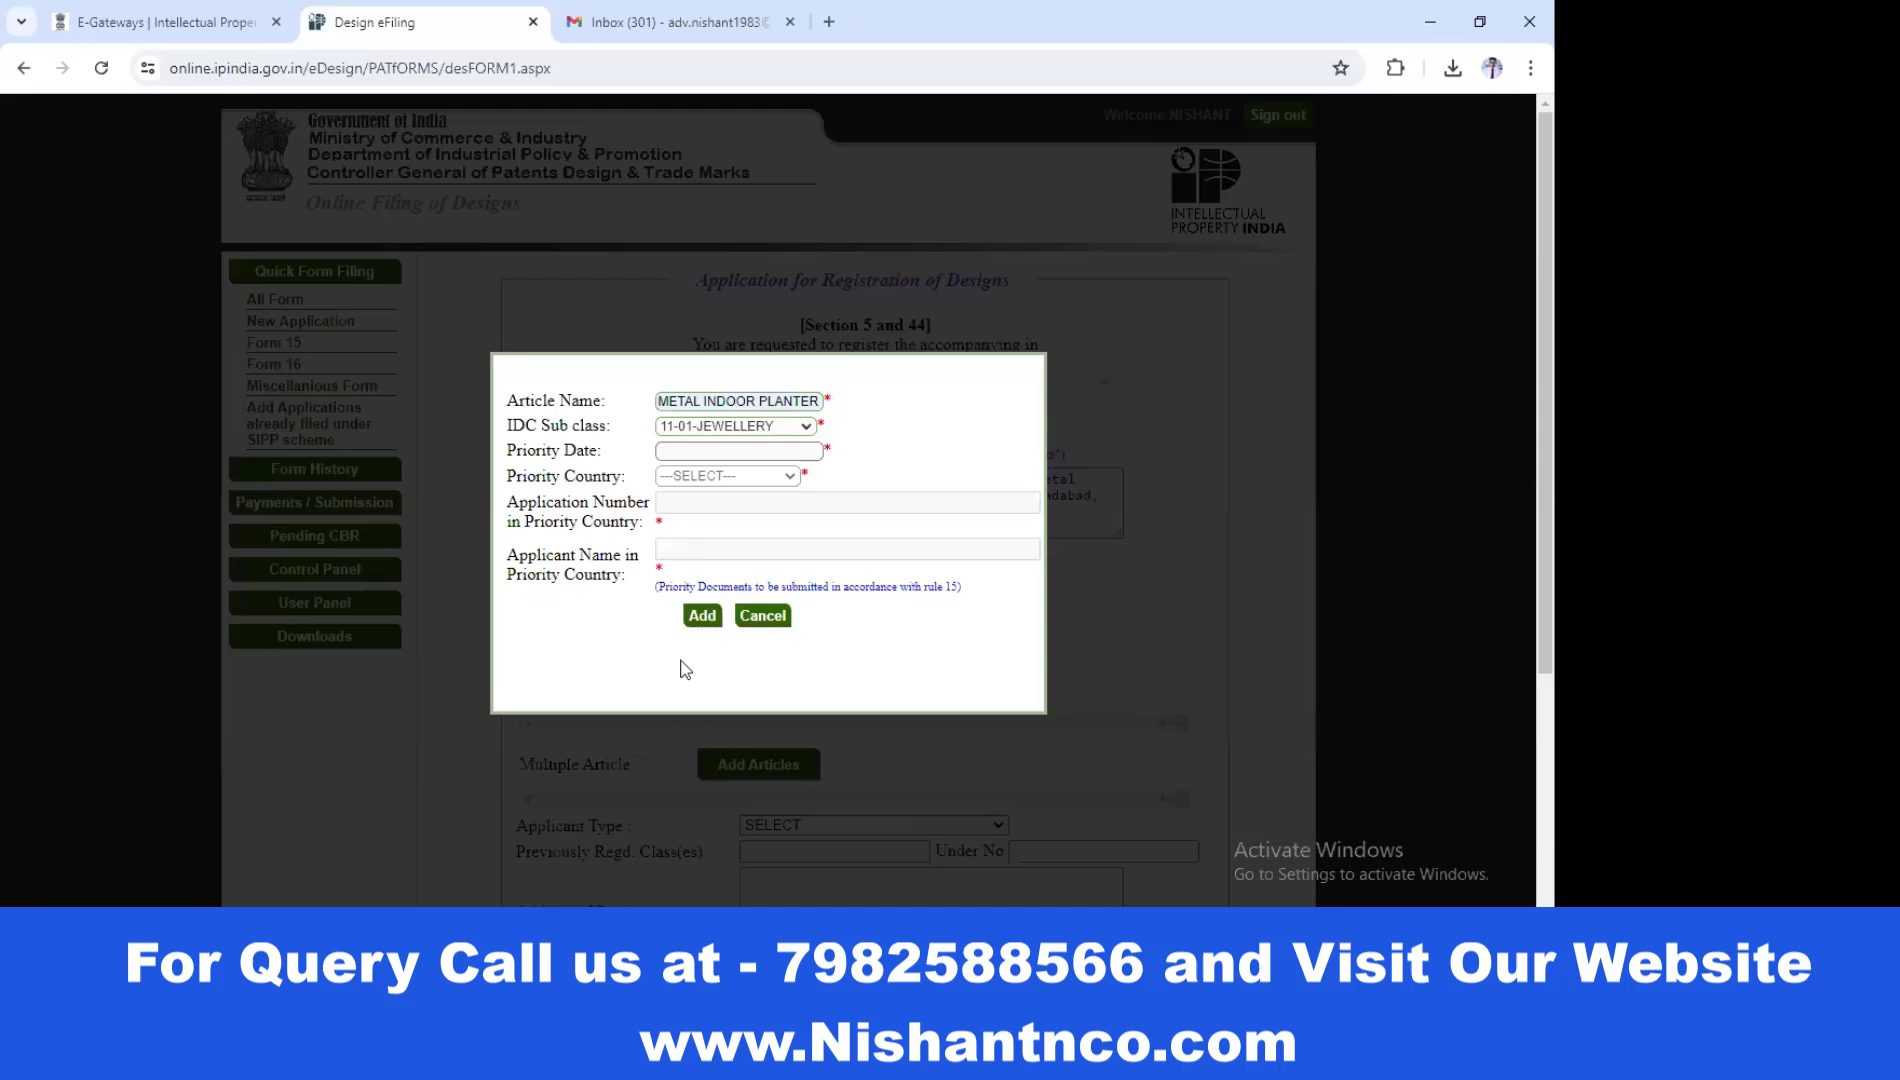 E-Gateways | Intellectual Prope
Design eFiling
Inbox (301) - adv.nishant1983@
online.ipindia.gov.in/eDesign/PATfORMS/desFORM1.aspx
Government of India
Ministry of Commerce & Industry
Department of Industrial Policy & Promotion
Controller General of Patents Design & Trade Marks
Online Filing of Designs
Welcome NISHANT
Sign out
INTELLECTUAL
PROPERTY INDIA
Quick Form Filing
All Form
New Application
Form 15
Form 16
Miscellanious Form
Add Applications
already filed under
SIPP scheme
Form History
Payments / Submission
Pending CBR
Control Panel
User Panel
Downloads
Application for Registration of Designs
[Section 5 and 44]
You are requested to register the accompanying in
Article Name: METAL INDOOR PLANTER *
IDC Sub class: 11-01-JEWELLERY *
Priority Date: *
Priority Country: ---SELECT--- *
Application Number
in Priority Country: *
Applicant Name in
Priority Country: *
(Priority Documents to be submitted in accordance with rule 15)
Add Cancel
Multiple Article Add Articles
Applicant Type : SELECT
Previously Regd. Class(es) Under No
Activate Windows
Go to Settings to activate Windows.
For Query Call us at - 7982588566 and Visit Our Website
www.Nishantnco.com